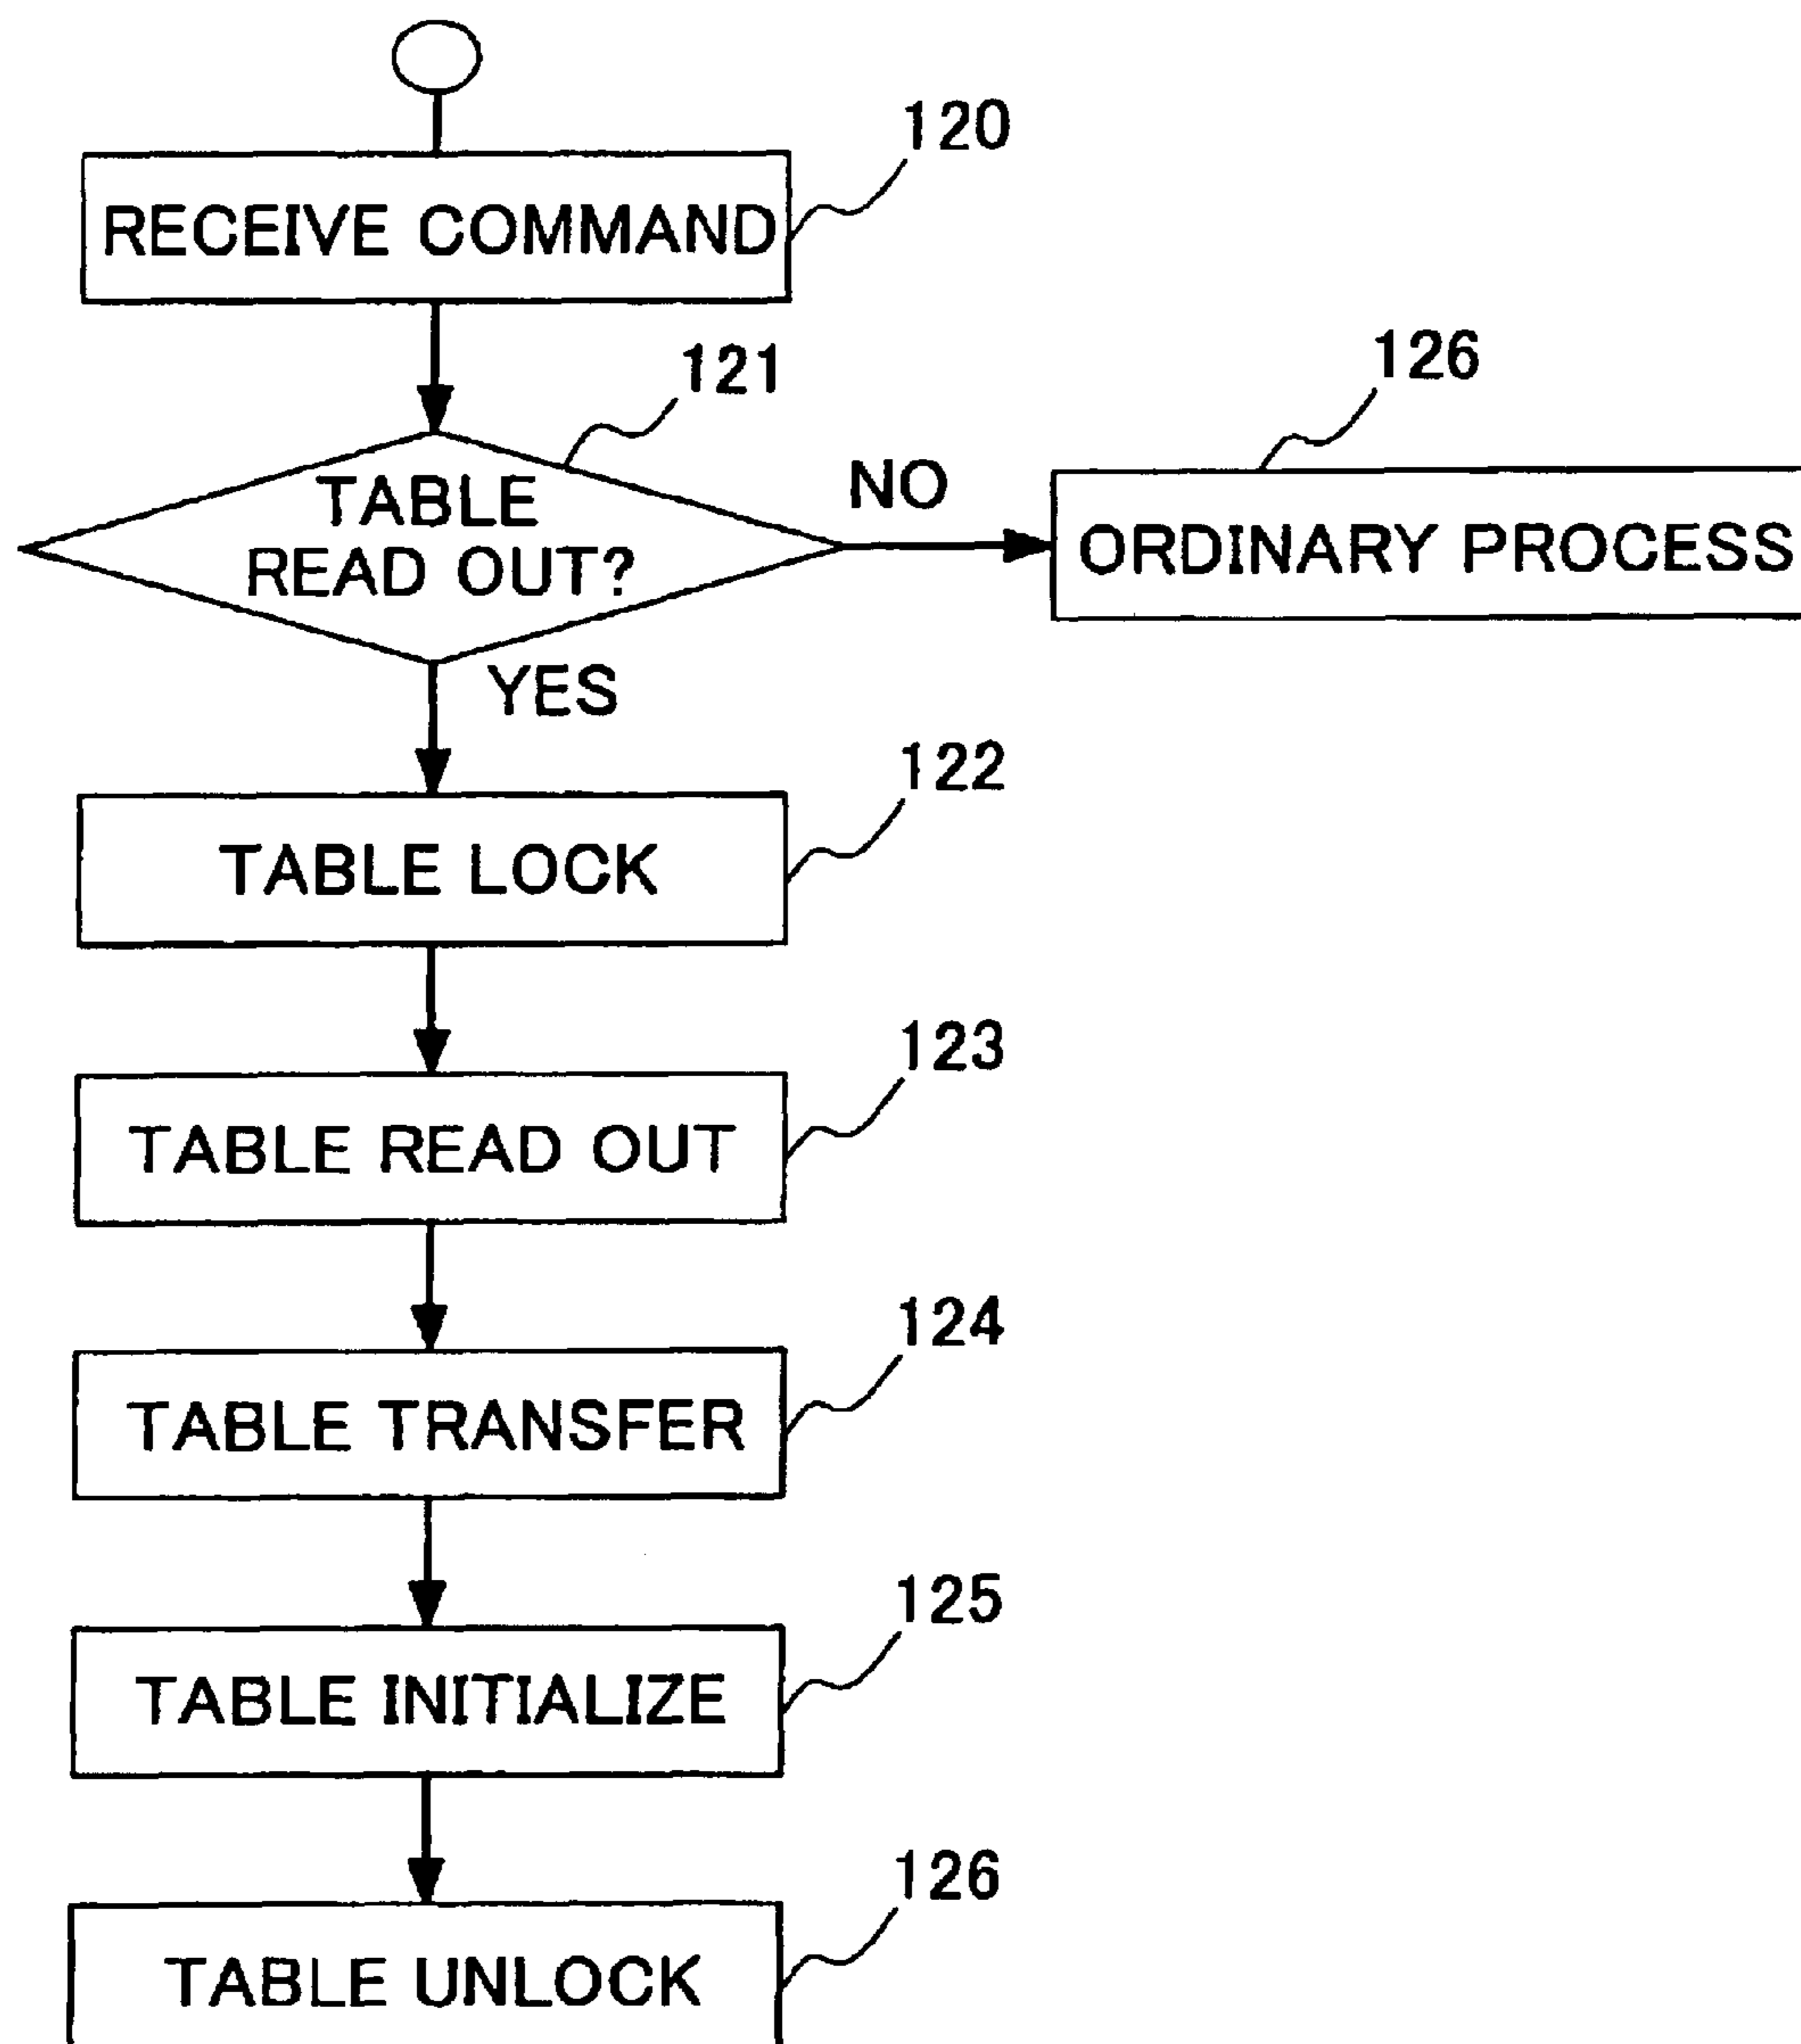 120
RECEIVE COMMAND
121
126
TABLE
READ OUT?
NO
ORDINARY PROCESS
YES
122
TABLE LOCK
123
TABLE READ OUT
124
TABLE TRANSFER
125
TABLE INITIALIZE
126
TABLE UNLOCK